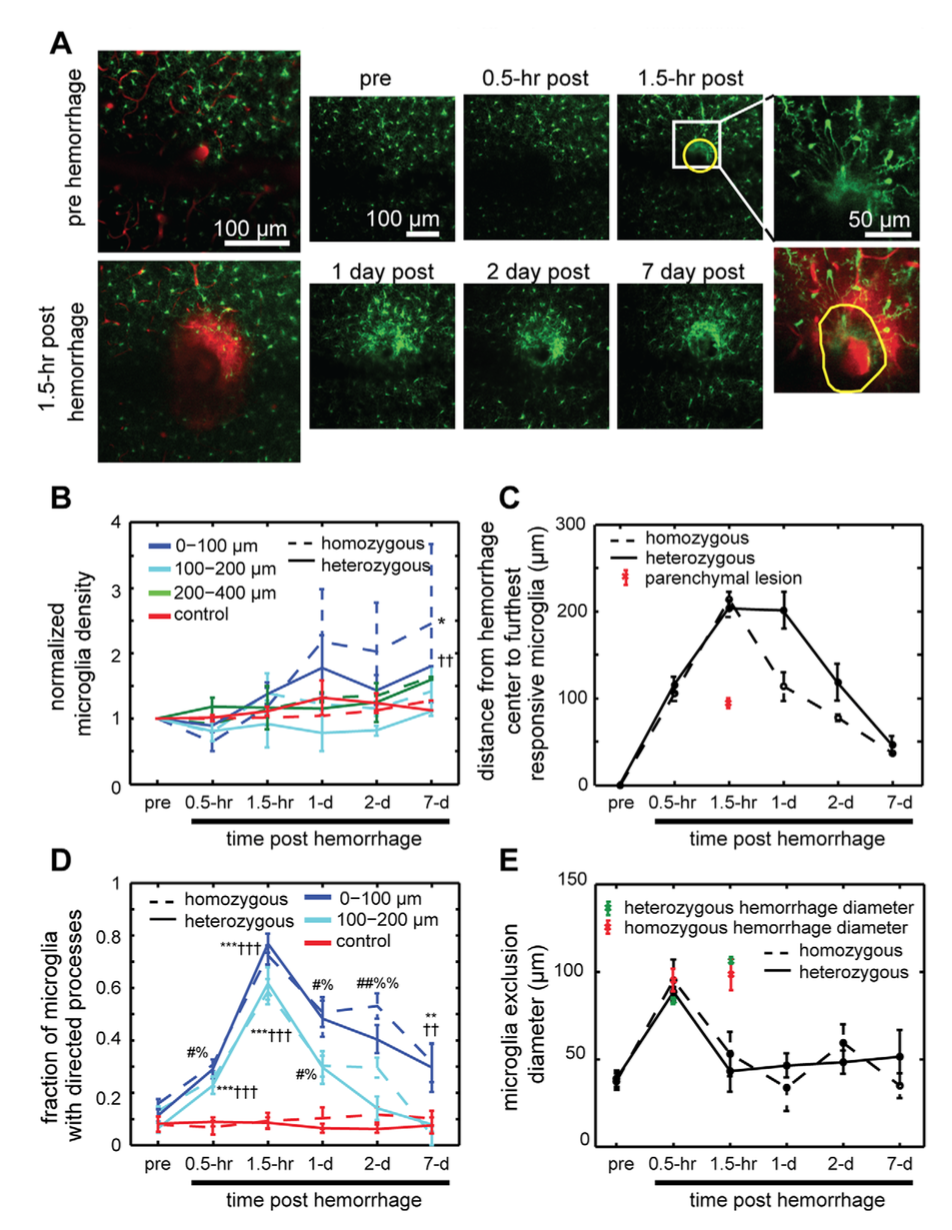 A
pre hemorrhage
pre
0.5-hr post
1.5-hr post
100 µm
100 µm
50 µm
1.5-hr post
hemorrhage
1 day post
2 day post
7 day post
B
normalized
microglia density
4
3
2
1
0
0−100 µm
100−200 µm
200−400 µm
control
homozygous
heterozygous
*
††
pre
0.5-hr
1.5-hr
1-d
2-d
7-d
time post hemorrhage
C
distance from hemorrhage
center to furthest
responsive microglia (µm)
300
200
100
0
homozygous
heterozygous
parenchymal lesion
pre
0.5-hr
1.5-hr
1-d
2-d
7-d
time post hemorrhage
D
fraction of microglia
with directed processes
1
0.8
0.6
0.4
0.2
0
homozygous
heterozygous
0−100 µm
100−200 µm
control
***†††
#%
##%%
**
††
#%
***†††
***†††
#%
pre
0.5-hr
1.5-hr
1-d
2-d
7-d
time post hemorrhage
E
microglia exclusion
diameter (µm)
150
100
50
0
heterozygous hemorrhage diameter
homozygous hemorrhage diameter
homozygous
heterozygous
pre
0.5-hr
1.5-hr
1-d
2-d
7-d
time post hemorrhage